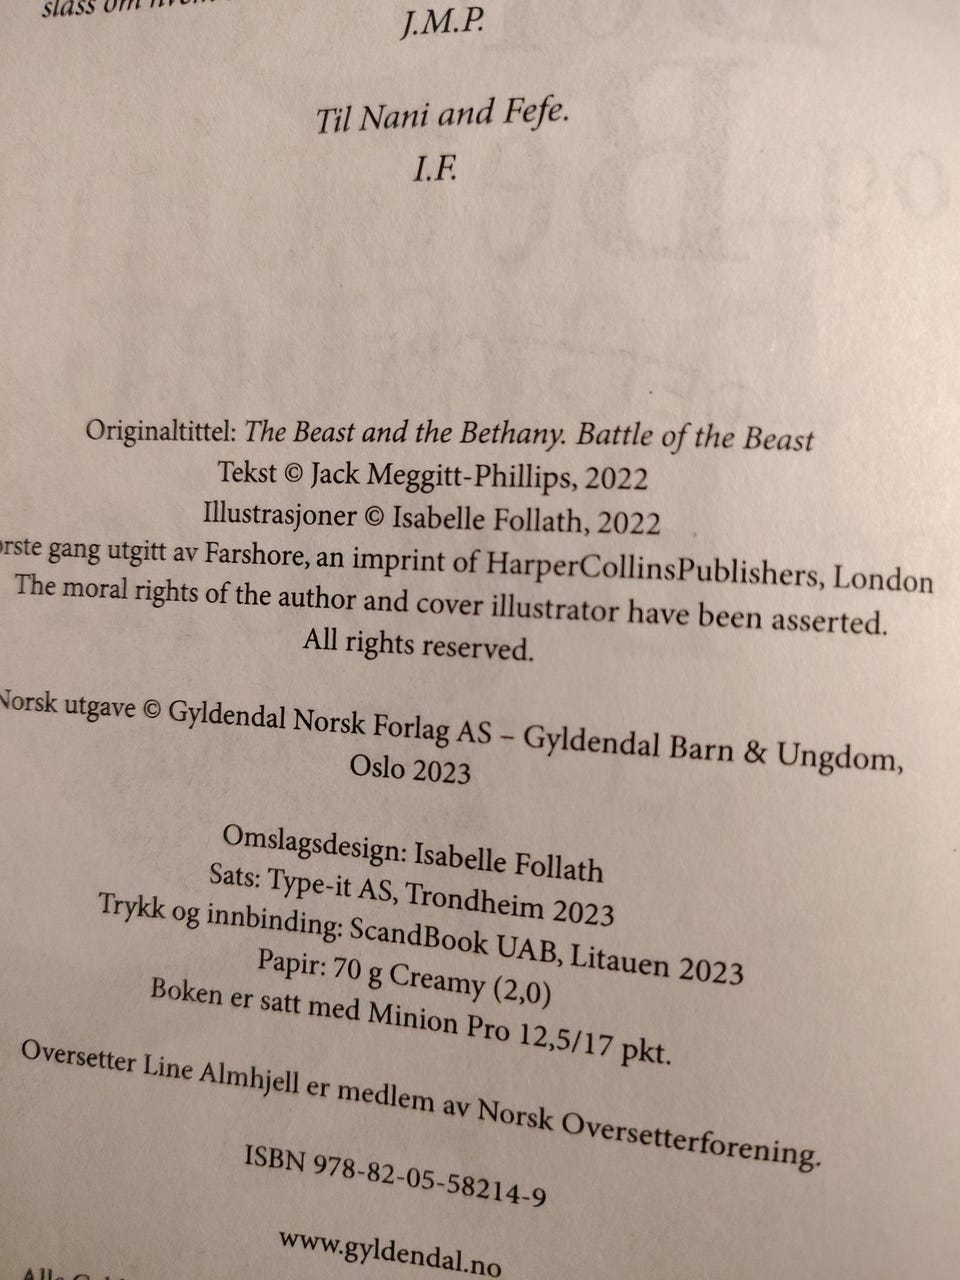 slåss om
J.M.P.
Til Nani and Fefe.
I.F.
Originaltittel: The Beast and the Bethany. Battle of the Beast
Tekst © Jack Meggitt-Phillips, 2022
Illustrasjoner © Isabelle Follath, 2022
ørste gang utgitt av Farshore, an imprint of HarperCollinsPublishers, London
The moral rights of the author and cover illustrator have been asserted.
All rights reserved.
Norsk utgave © Gyldendal Norsk Forlag AS – Gyldendal Barn & Ungdom,
Oslo 2023
Omslagsdesign: Isabelle Follath
Sats: Type-it AS, Trondheim 2023
Trykk og innbinding: ScandBook UAB, Litauen 2023
Papir: 70 g Creamy (2,0)
Boken er satt med Minion Pro 12,5/17 pkt.
Oversetter Line Almhjell er medlem av Norsk Oversetterforening.
ISBN 978-82-05-58214-9
www.gyldendal.no
Alle